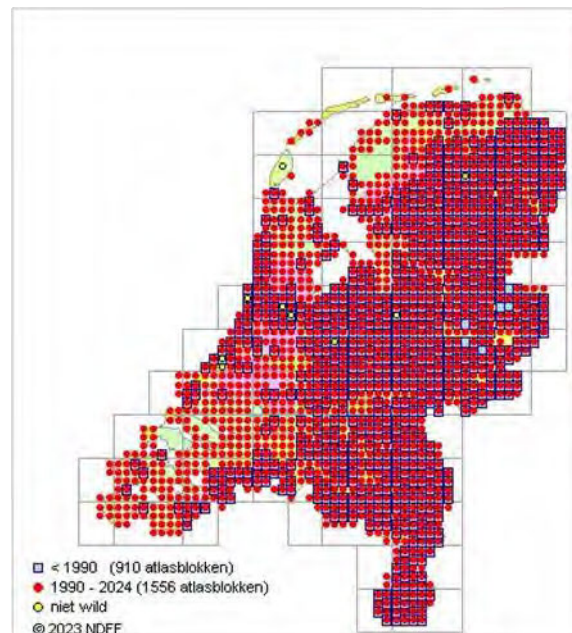 < 1990 (910 atlasblokken)
1990 - 2024 (1556 atlasblokken)
niet wild
© 2023 NDFF